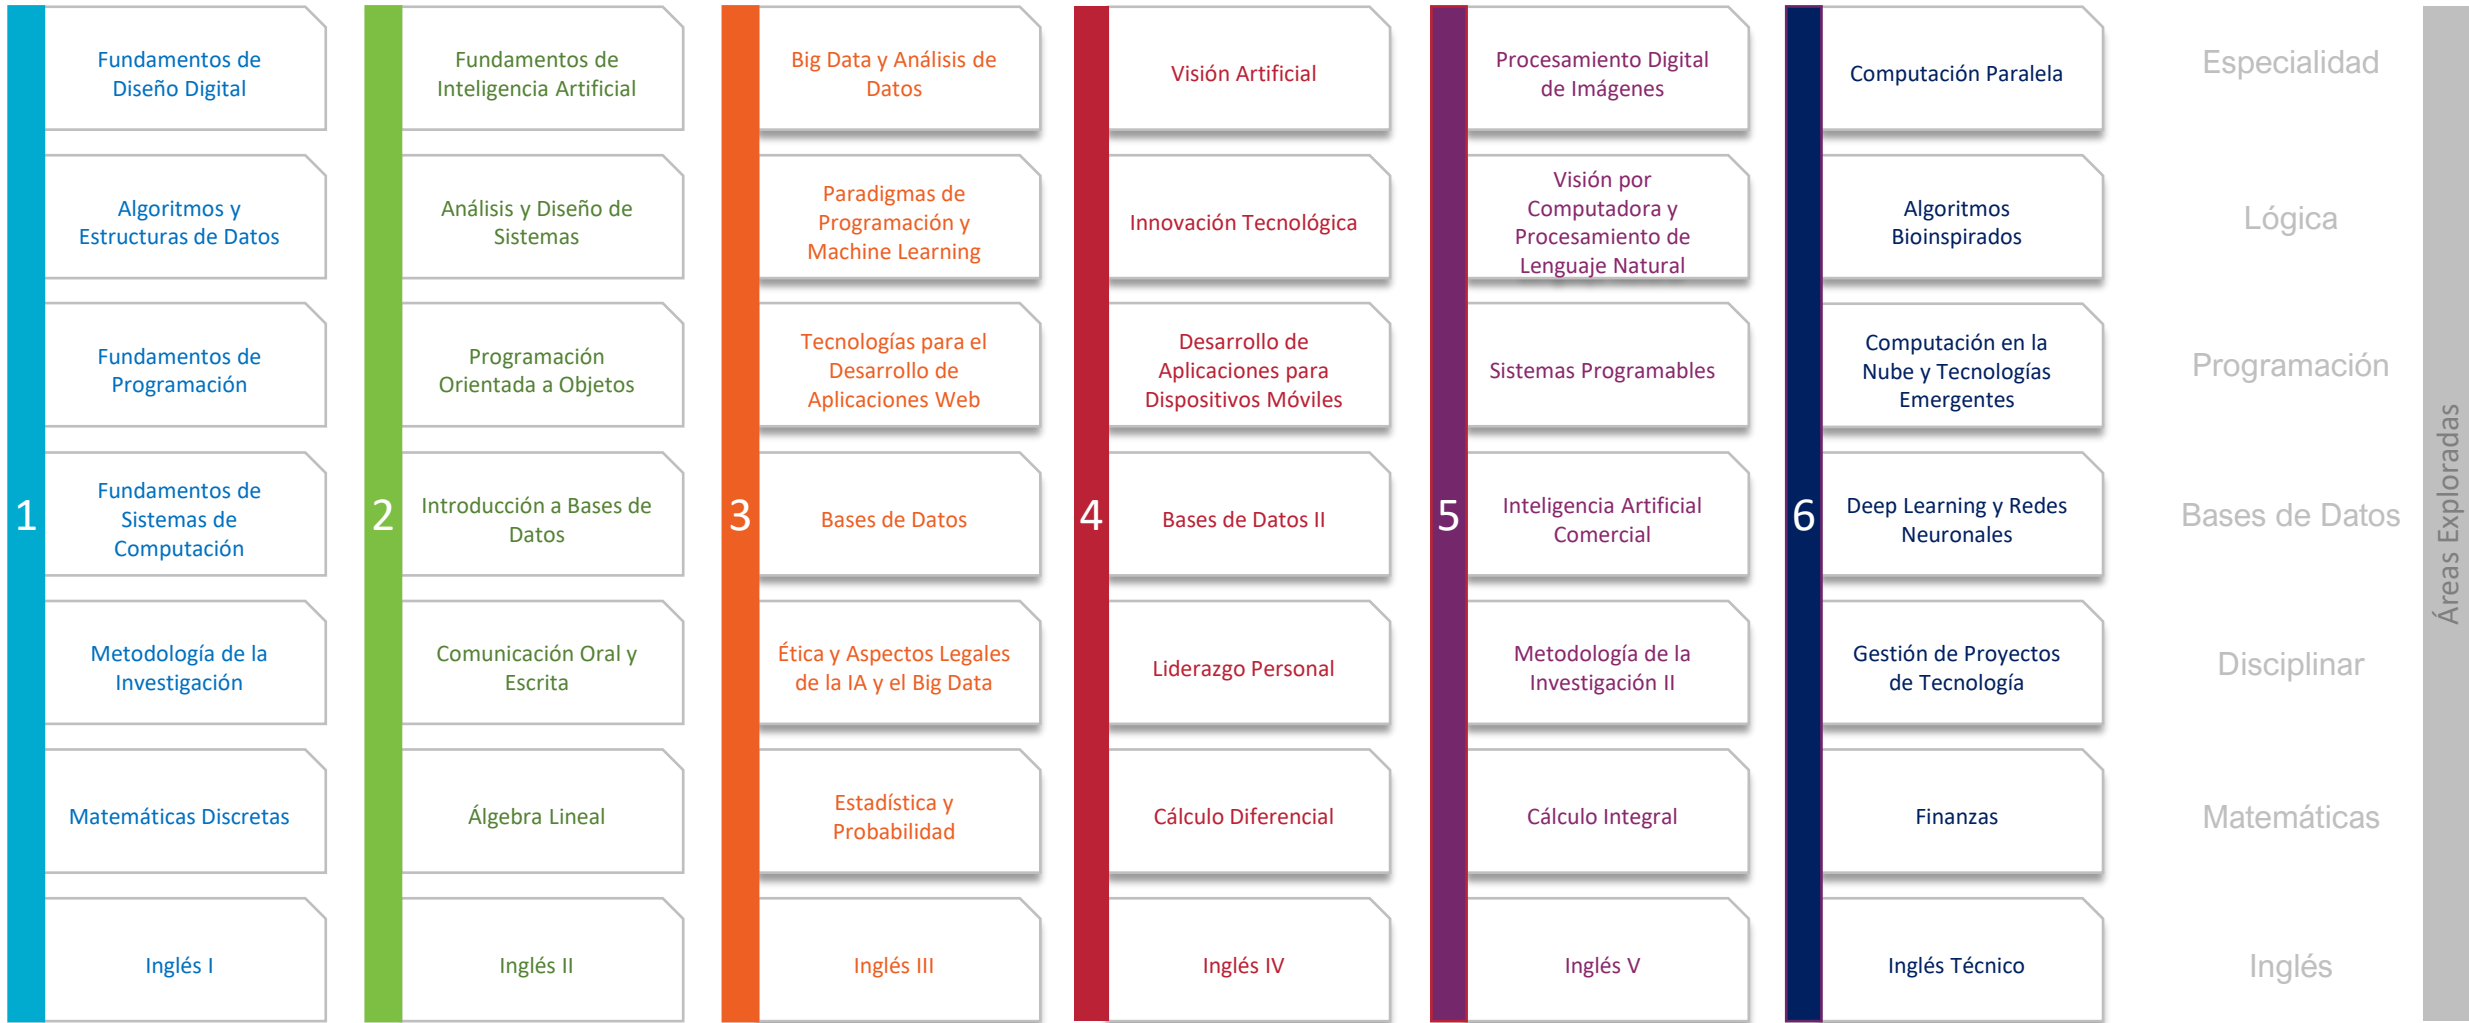 1
Fundamentos de
Diseño Digital
Algoritmos y
Estructuras de Datos
Fundamentos de
Programación
Fundamentos de
Sistemas de
Computación
Metodología de la
Investigación
Matemáticas Discretas
Inglés I
2
Fundamentos de
Inteligencia Artificial
Análisis y Diseño de
Sistemas
Programación
Orientada a Objetos
Introducción a Bases de
Datos
Comunicación Oral y
Escrita
Álgebra Lineal
Inglés II
3
Big Data y Análisis de
Datos
Paradigmas de
Programación y
Machine Learning
Tecnologías para el
Desarrollo de
Aplicaciones Web
Bases de Datos
Ética y Aspectos Legales
de la IA y el Big Data
Estadística y
Probabilidad
Inglés III
4
Visión Artificial
Innovación Tecnológica
Desarrollo de
Aplicaciones para
Dispositivos Móviles
Bases de Datos II
Liderazgo Personal
Cálculo Diferencial
Inglés IV
5
Procesamiento Digital
de Imágenes
Visión por
Computadora y
Procesamiento de
Lenguaje Natural
Sistemas Programables
Inteligencia Artificial
Comercial
Metodología de la
Investigación II
Cálculo Integral
Inglés V
6
Computación Paralela
Algoritmos
Bioinspirados
Computación en la
Nube y Tecnologías
Emergentes
Deep Learning y Redes
Neuronales
Gestión de Proyectos
de Tecnología
Finanzas
Inglés Técnico
Especialidad
Lógica
Programación
Bases de Datos
Disciplinar
Matemáticas
Inglés
Áreas Exploradas